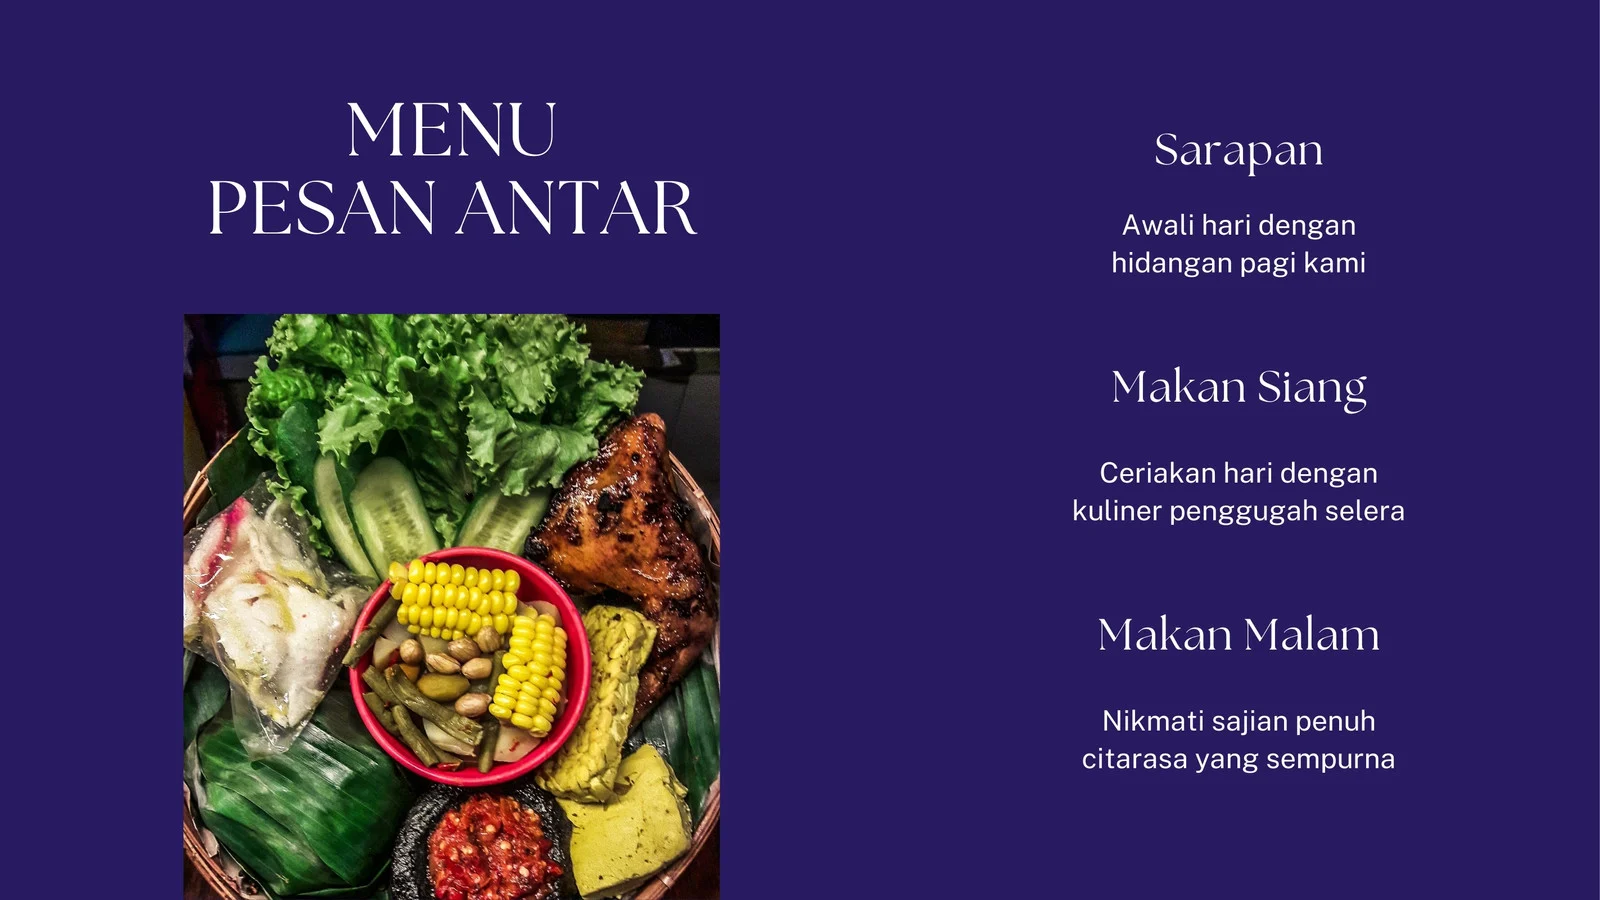 MENU
PESAN ANTAR
Sarapan
Awali hari dengan
hidangan pagi kami
Makan Siang
Ceriakan hari dengan
kuliner penggugah selera
Makan Malam
Nikmati sajian penuh
citarasa yang sempurna